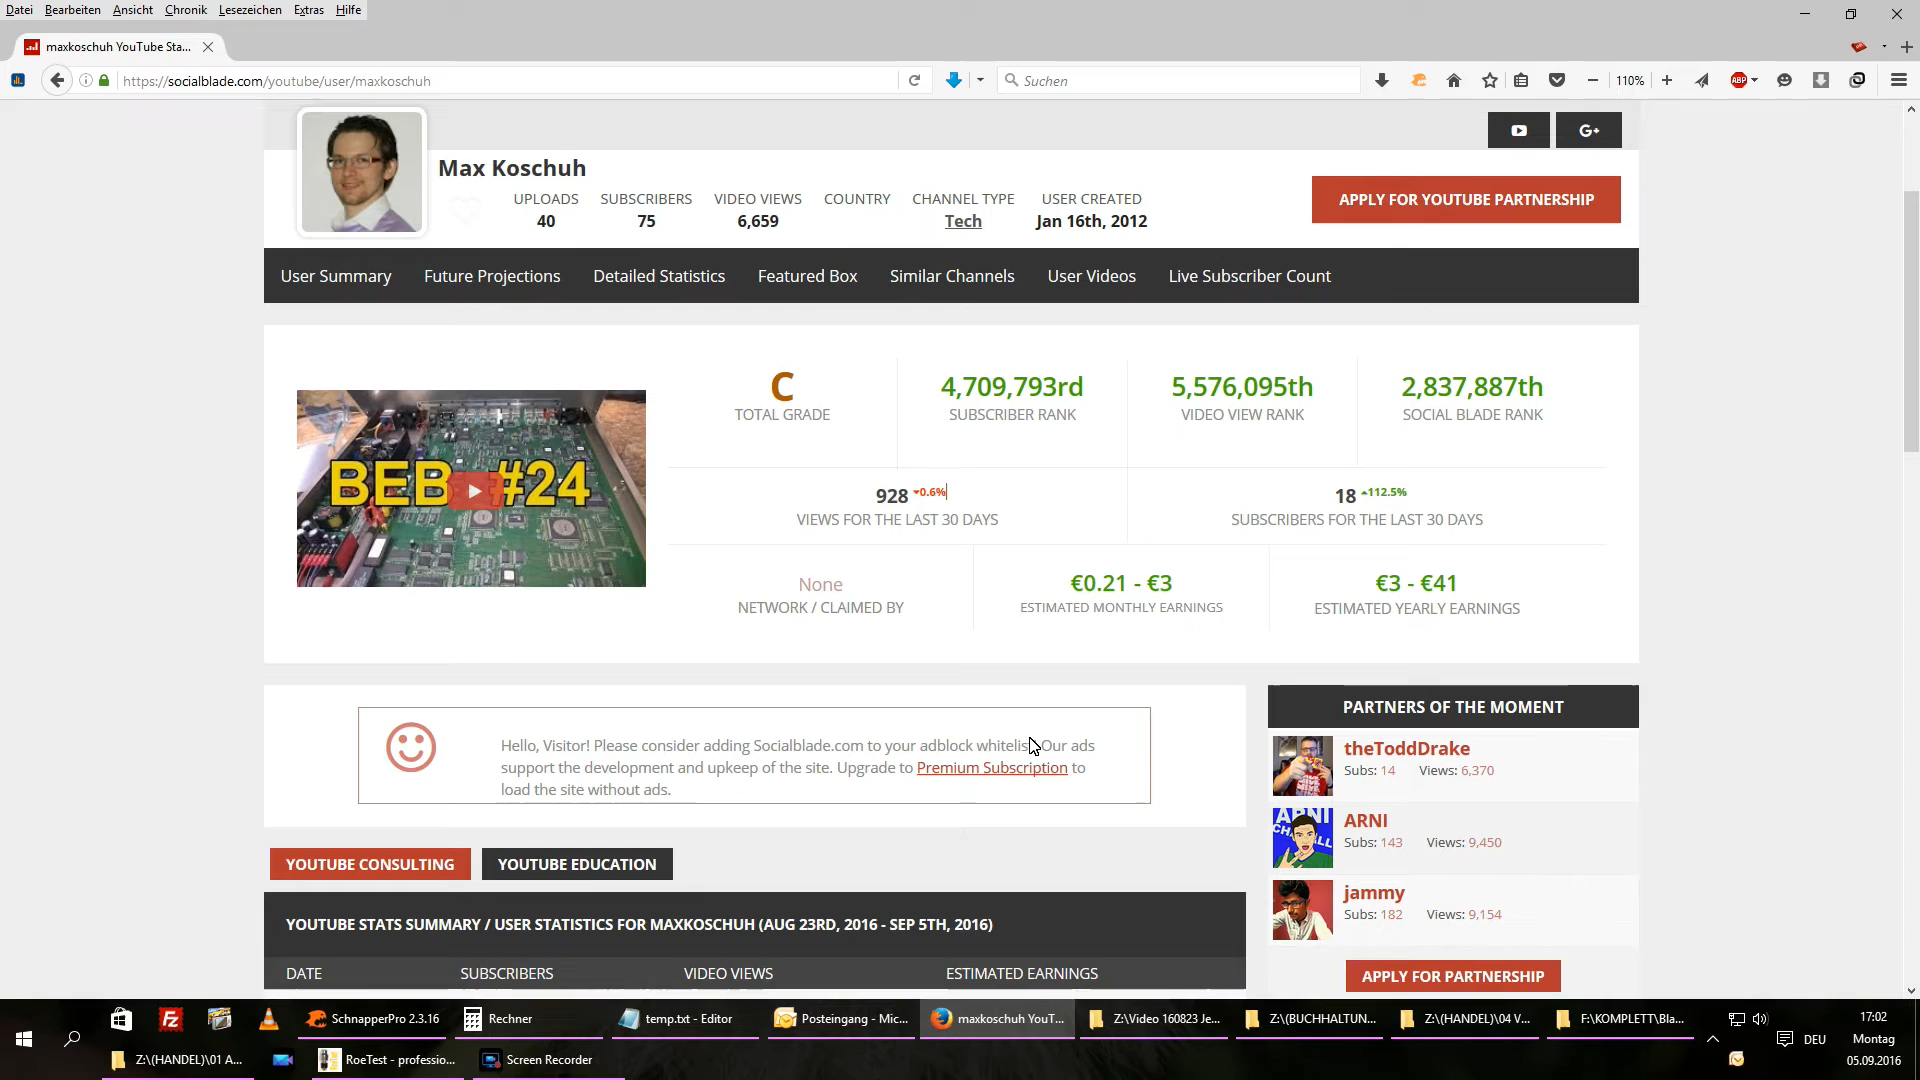 Datei Bearbeiten Ansicht Chronik Lesezeichen Extras Hilfe
maxkoschuh YouTube Sta...
https://socialblade.com/youtube/user/maxkoschuh
Suchen
110%
ABP
G+
Max Koschuh
UPLOADS SUBSCRIBERS VIDEO VIEWS COUNTRY CHANNEL TYPE USER CREATED
40 75 6,659 Tech Jan 16th, 2012
APPLY FOR YOUTUBE PARTNERSHIP
User Summary Future Projections Detailed Statistics Featured Box Similar Channels User Videos Live Subscriber Count
C 4,709,793rd 5,576,095th 2,837,887th
TOTAL GRADE SUBSCRIBER RANK VIDEO VIEW RANK SOCIAL BLADE RANK
BEB #24
928 0.6% 18 112.5%
VIEWS FOR THE LAST 30 DAYS SUBSCRIBERS FOR THE LAST 30 DAYS
None €0.21 - €3 €3 - €41
NETWORK / CLAIMED BY ESTIMATED MONTHLY EARNINGS ESTIMATED YEARLY EARNINGS
Hello, Visitor! Please consider adding Socialblade.com to your adblock whitelist. Our ads
support the development and upkeep of the site. Upgrade to Premium Subscription to
load the site without ads.
PARTNERS OF THE MOMENT
theToddDrake
Subs: 14 Views: 6,370
ARNI
Subs: 143 Views: 9,450
jammy
Subs: 182 Views: 9,154
APPLY FOR PARTNERSHIP
YOUTUBE CONSULTING YOUTUBE EDUCATION
YOUTUBE STATS SUMMARY / USER STATISTICS FOR MAXKOSCHUH (AUG 23RD, 2016 - SEP 5TH, 2016)
DATE SUBSCRIBERS VIDEO VIEWS ESTIMATED EARNINGS
SchnapperPro 2.3.16 Rechner temp.txt - Editor Posteingang - Mic... maxkoschuh YouT... Z:\Video 160823 Je... Z:\(BUCHHALTUN... Z:\(HANDEL)\04 V... F:\KOMPLETT\Bla...
Z:\(HANDEL)\01 A... RoeTest - professio... Screen Recorder
DEU
17:02
Montag
05.09.2016